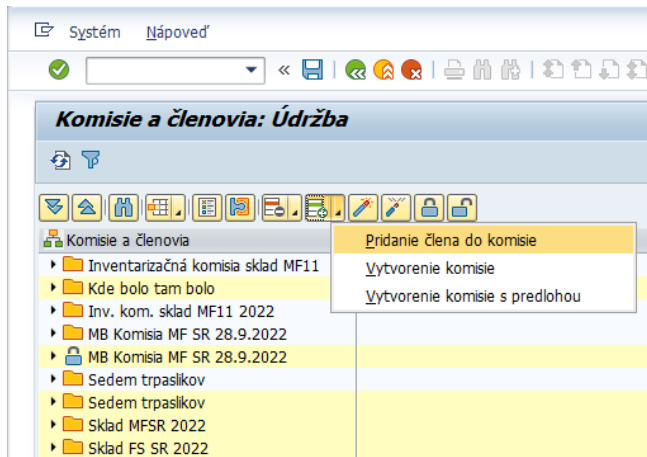 Systém Nápoveď
Komisie a členovia: Údržba
Komisie a členovia
Pridanie člena do komisie
Vytvorenie komisie
Vytvorenie komisie s predlohou
Inventarizačná komisia sklad MF11
Kde bolo tam bolo
Inv. kom. sklad MF11 2022
MB Komisia MF SR 28.9.2022
MB Komisia MF SR 28.9.2022
Sedem trpaslikov
Sedem trpaslikov
Sklad MFSR 2022
Sklad FS SR 2022